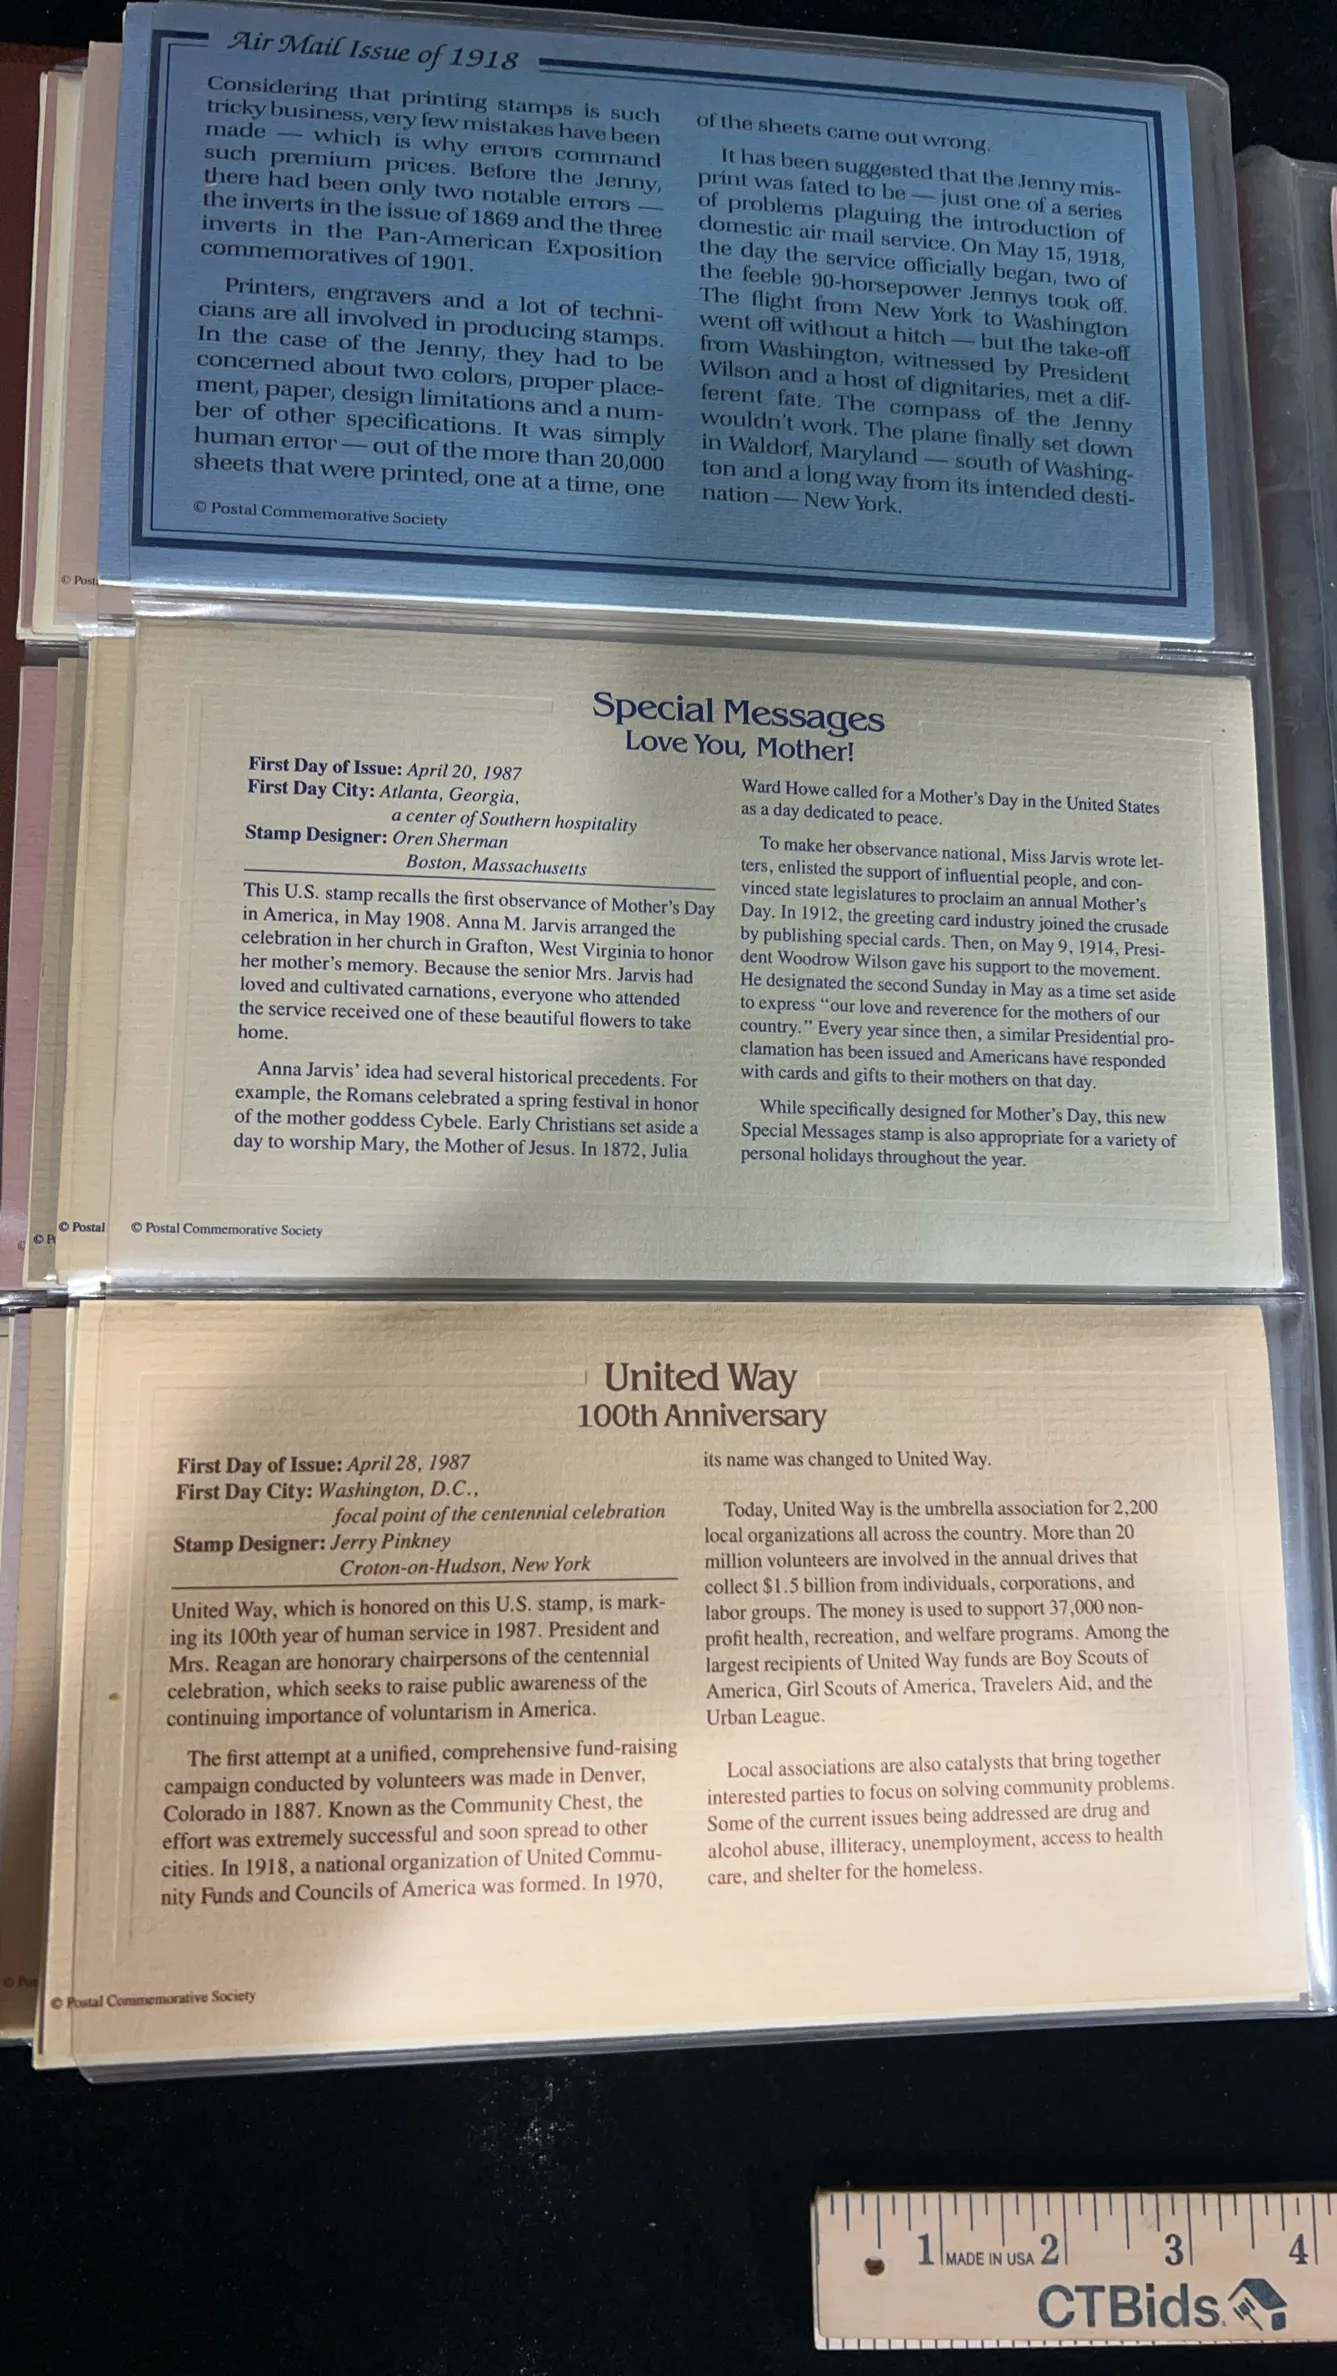 Air Mail Issue of 1918
Considering that printing stamps is such
tricky business, very few mistakes have been
made — which is why errors command
such premium prices. Before the Jenny,
there had been only two notable errors —
the inverts in the issue of 1869 and the three
inverts in the Pan-American Exposition
commemoratives of 1901.
Printers, engravers and a lot of techni-
cians are all involved in producing stamps.
In the case of the Jenny, they had to be
concerned about two colors, proper place-
ment, paper, design limitations and a num-
ber of other specifications. It was simply
human error — out of the more than 20,000
sheets that were printed, one at a time, one
© Postal Commemorative Society
of the sheets came out wrong.
It has been suggested that the Jenny mis-
print was fated to be — just one of a series
of problems plaguing the introduction of
domestic air mail service. On May 15, 1918,
the day the service officially began, two of
the feeble 90-horsepower Jennys took off.
The flight from New York to Washington
went off without a hitch — but the take-off
from Washington, witnessed by President
Wilson and a host of dignitaries, met a dif-
ferent fate. The compass of the Jenny
wouldn't work. The plane finally set down
in Waldorf, Maryland — south of Washing-
ton and a long way from its intended desti-
nation — New York.
© Posta
Special Messages
Love You, Mother!
First Day of Issue: April 20, 1987
First Day City: Atlanta, Georgia,
a center of Southern hospitality
Stamp Designer: Oren Sherman
Boston, Massachusetts
This U.S. stamp recalls the first observance of Mother's Day
in America, in May 1908. Anna M. Jarvis arranged the
celebration in her church in Grafton, West Virginia to honor
her mother's memory. Because the senior Mrs. Jarvis had
loved and cultivated carnations, everyone who attended
the service received one of these beautiful flowers to take
home.
Anna Jarvis' idea had several historical precedents. For
example, the Romans celebrated a spring festival in honor
of the mother goddess Cybele. Early Christians set aside a
day to worship Mary, the Mother of Jesus. In 1872, Julia
Ward Howe called for a Mother's Day in the United States
as a day dedicated to peace.
To make her observance national, Miss Jarvis wrote let-
ters, enlisted the support of influential people, and con-
vinced state legislatures to proclaim an annual Mother's
Day. In 1912, the greeting card industry joined the crusade
by publishing special cards. Then, on May 9, 1914, Presi-
dent Woodrow Wilson gave his support to the movement.
He designated the second Sunday in May as a time set aside
to express “our love and reverence for the mothers of our
country.” Every year since then, a similar Presidential pro-
clamation has been issued and Americans have responded
with cards and gifts to their mothers on that day.
While specifically designed for Mother's Day, this new
Special Messages stamp is also appropriate for a variety of
personal holidays throughout the year.
© Postal
© Postal Commemorative Society
United Way
100th Anniversary
First Day of Issue: April 28, 1987
First Day City: Washington, D.C.,
focal point of the centennial celebration
Stamp Designer: Jerry Pinkney
Croton-on-Hudson, New York
United Way, which is honored on this U.S. stamp, is mark-
ing its 100th year of human service in 1987. President and
Mrs. Reagan are honorary chairpersons of the centennial
celebration, which seeks to raise public awareness of the
continuing importance of voluntarism in America.
The first attempt at a unified, comprehensive fund-raising
campaign conducted by volunteers was made in Denver,
Colorado in 1887. Known as the Community Chest, the
effort was extremely successful and soon spread to other
cities. In 1918, a national organization of United Commu-
nity Funds and Councils of America was formed. In 1970,
its name was changed to United Way.
Today, United Way is the umbrella association for 2,200
local organizations all across the country. More than 20
million volunteers are involved in the annual drives that
collect $1.5 billion from individuals, corporations, and
labor groups. The money is used to support 37,000 non-
profit health, recreation, and welfare programs. Among the
largest recipients of United Way funds are Boy Scouts of
America, Girl Scouts of America, Travelers Aid, and the
Urban League.
Local associations are also catalysts that bring together
interested parties to focus on solving community problems.
Some of the current issues being addressed are drug and
alcohol abuse, illiteracy, unemployment, access to health
care, and shelter for the homeless.
© Postal Commemorative Society
1 MADE IN USA 2 3 4
CTBids